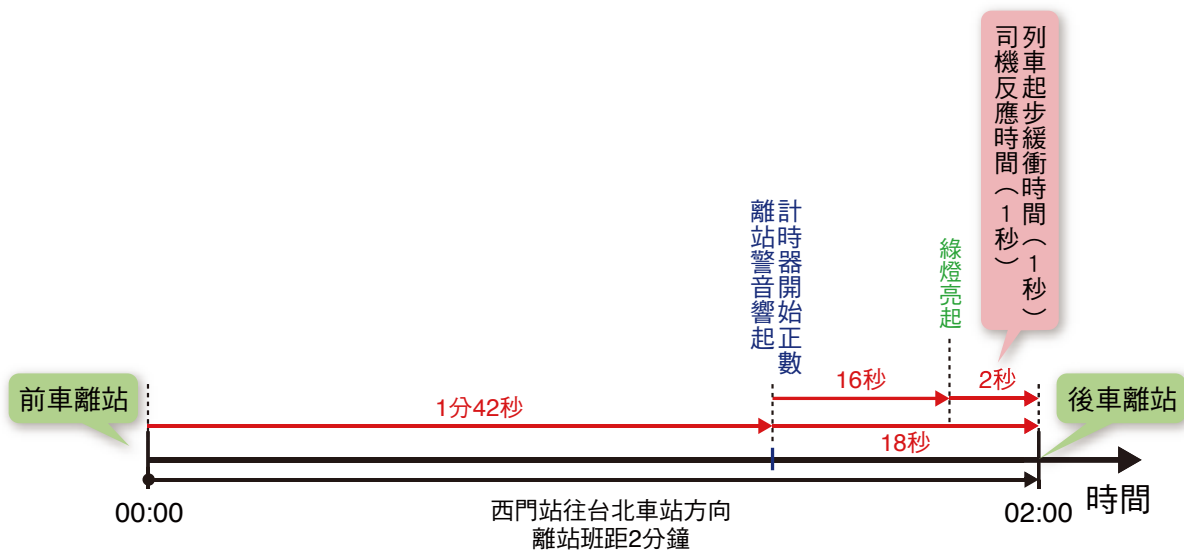 列車起步緩衝時間（1秒）
司機反應時間（1秒）
計時器開始正數
離站警音響起
綠燈亮起
16秒
2秒
前車離站
1分42秒
後車離站
18秒
時間
00:00
西門站往台北車站方向
離站班距2分鐘
02:00